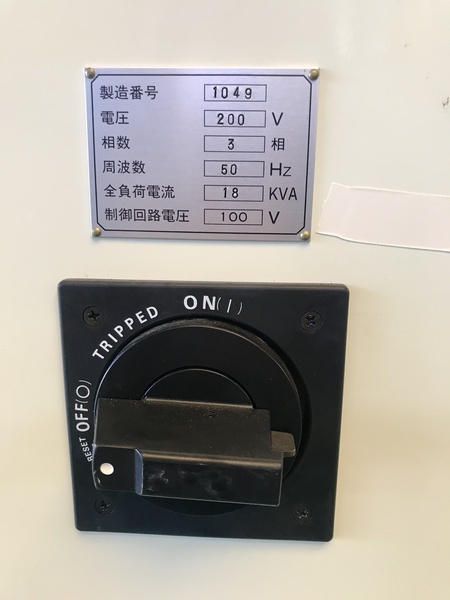 製造番号 1049
電圧 200 V
相数 3 相
周波数 50 Hz
全負荷電流 18 KVA
制御回路電圧 100 V
ON(|)
TRIPPED
OFF(O)
RESET